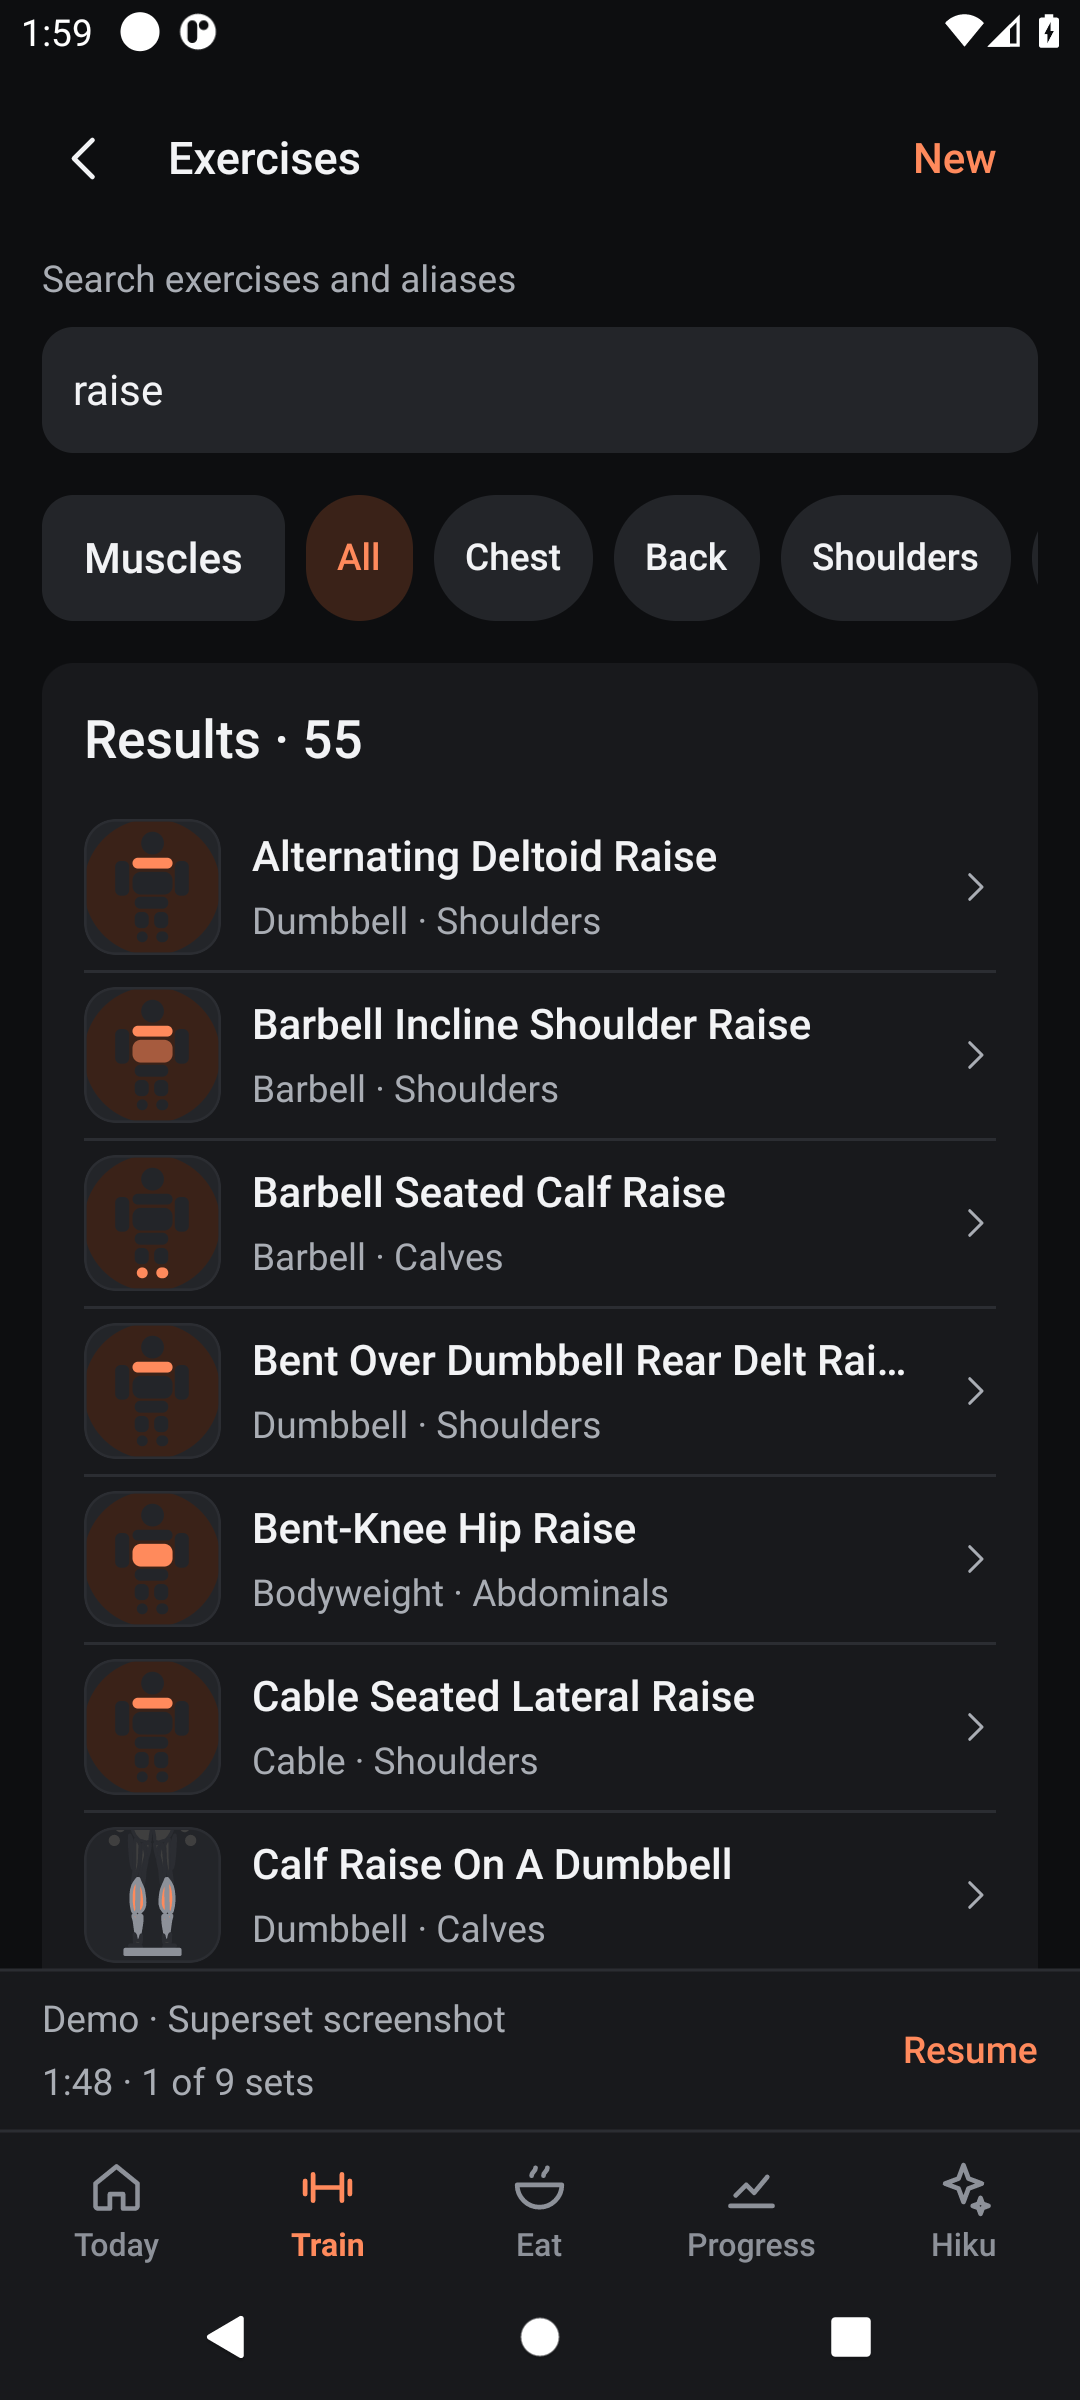 1:59
Exercises
New
Search exercises and aliases
raise
Muscles
All
Chest
Back
Shoulders
Results · 55
Alternating Deltoid Raise
Dumbbell · Shoulders
Barbell Incline Shoulder Raise
Barbell · Shoulders
Barbell Seated Calf Raise
Barbell · Calves
Bent Over Dumbbell Rear Delt Rai...
Dumbbell · Shoulders
Bent-Knee Hip Raise
Bodyweight · Abdominals
Cable Seated Lateral Raise
Cable · Shoulders
Calf Raise On A Dumbbell
Dumbbell · Calves
Demo · Superset screenshot
1:48 · 1 of 9 sets
Resume
Today
Train
Eat
Progress
Hiku